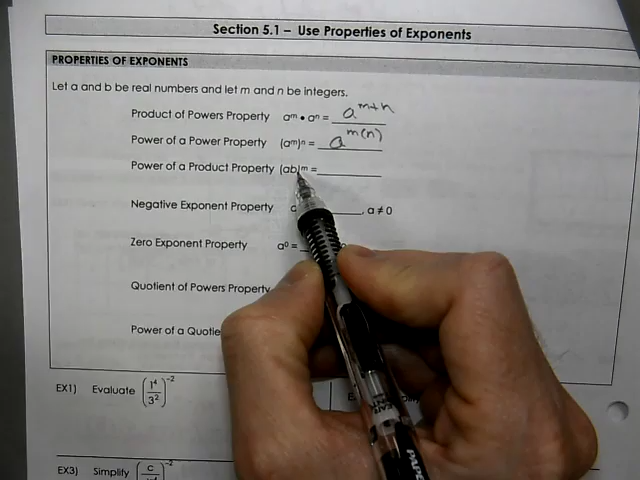 Section 5.1 – Use Properties of Exponents
PROPERTIES OF EXPONENTS
Let a and b be real numbers and let m and n be integers.
Product of Powers Property aᵐ • aⁿ = a^{m+n}
Power of a Power Property (aᵐ)ⁿ = a^{m(n)}
Power of a Product Property (ab)ᵐ = ______
Negative Exponent Property a ______, a ≠ 0
Zero Exponent Property a⁰ = __
Quotient of Powers Property
Power of a
EX1) Evaluate (1⁴/3²)⁻²
EX3) Simplify